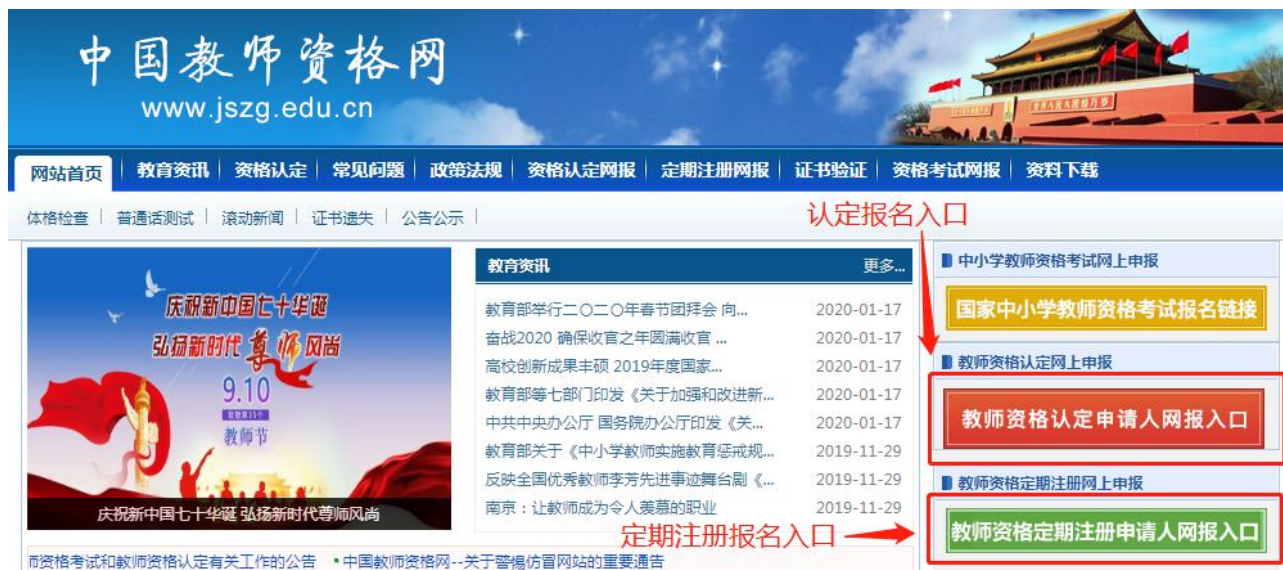 中国教师资格网
www.jszg.edu.cn
网站首页 教育资讯 资格认定 常见问题 政策法规 资格认定网报 定期注册网报 证书验证 资格考试网报 资料下载
体格检查 普通话测试 滚动新闻 证书遗失 公告公示
认定报名入口
庆祝新中国七十华诞
弘扬新时代尊师风尚
9.10
教师节
庆祝新中国七十华诞 弘扬新时代尊师风尚
教育资讯 更多...
教育部举行二〇二〇年春节团拜会 向... 2020-01-17
奋战2020 确保收官之年圆满收官 ... 2020-01-17
高校创新成果丰硕 2019年度国家... 2020-01-17
教育部等七部门印发《关于加强和改进新... 2020-01-17
中共中央办公厅 国务院办公厅印发《关... 2020-01-17
教育部关于《中小学教师实施教育惩戒规... 2019-11-29
反映全国优秀教师李芳先进事迹舞台剧《... 2019-11-29
南京：让教师成为令人羡慕的职业 2019-11-29
定期注册报名入口
中小学教师资格考试网上申报
国家中小学教师资格考试报名链接
教师资格认定网上申报
教师资格认定申请人网报入口
教师资格定期注册网上申报
教师资格定期注册申请人网报入口
资格考试和教师资格认定有关工作的公告 ▪中国教师资格网--关于警惕仿冒网站的重要通告